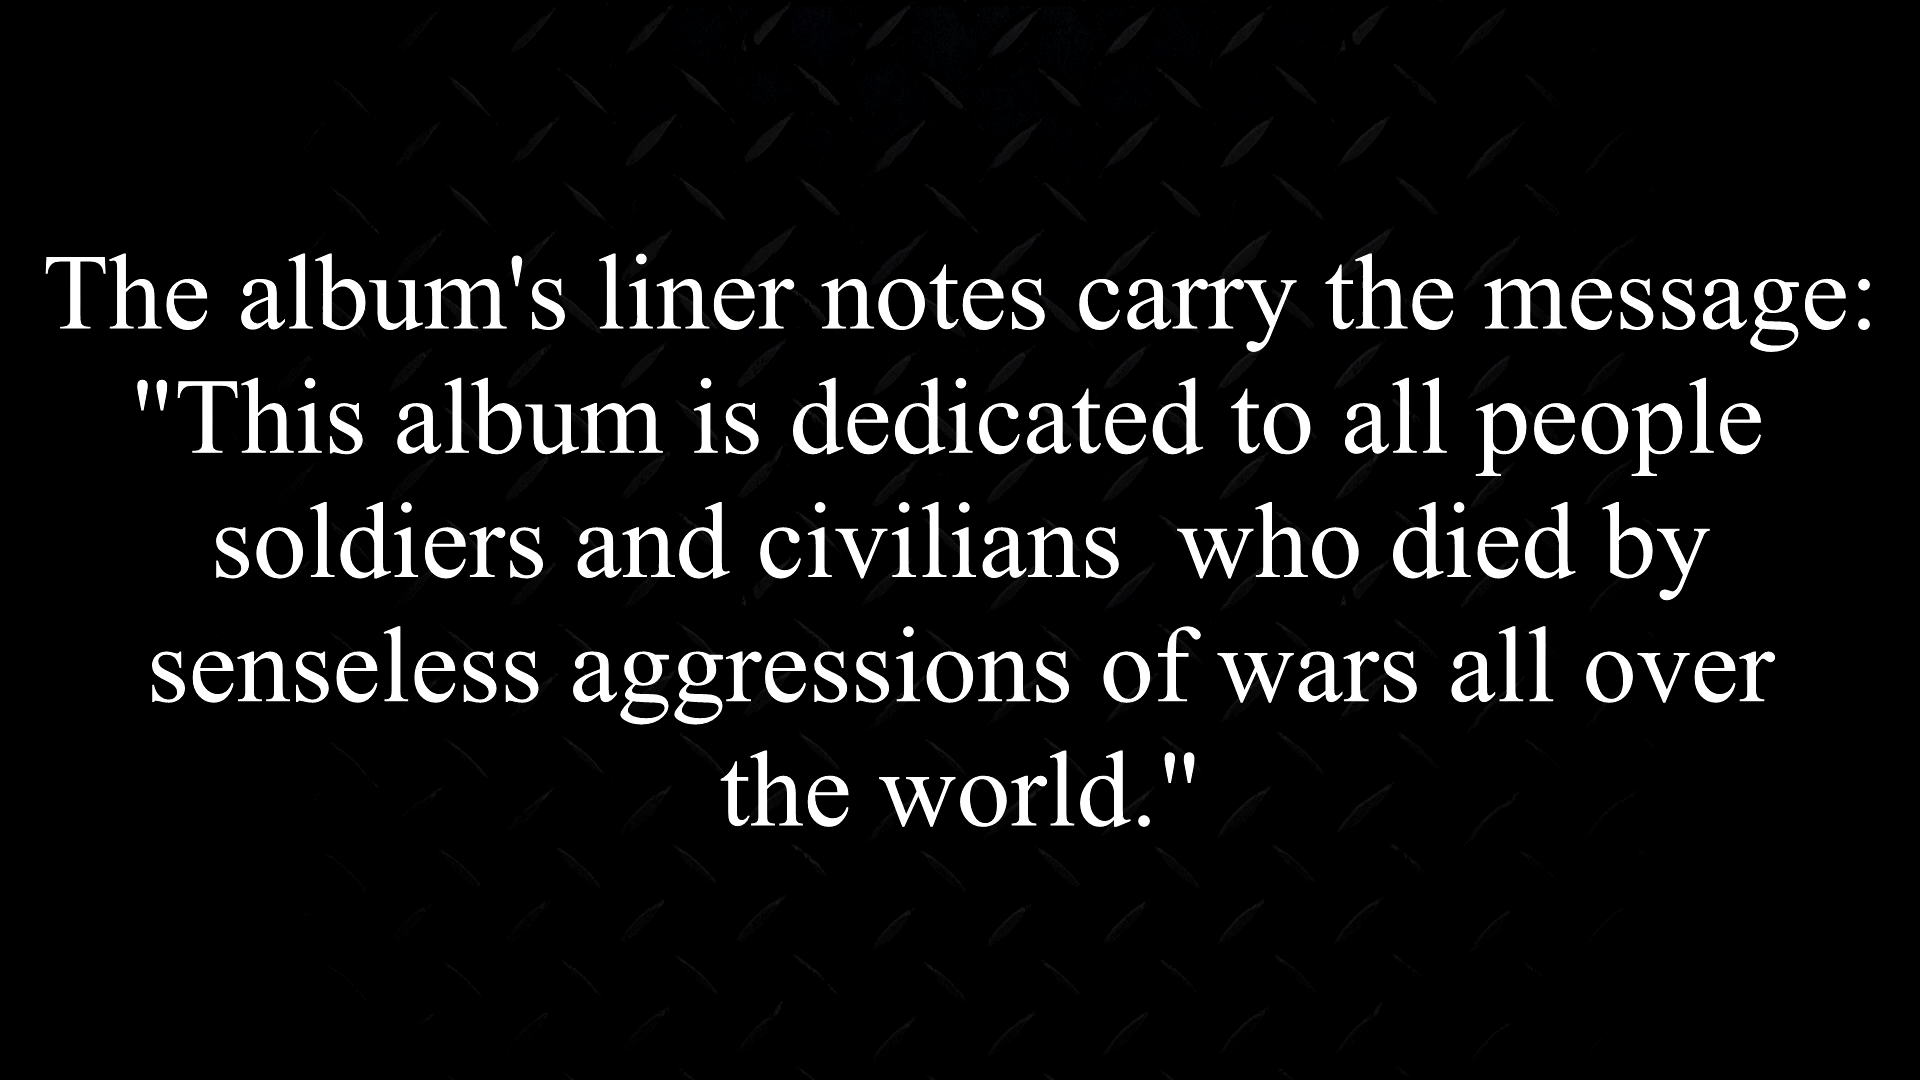 The album's liner notes carry the message:
"This album is dedicated to all people
soldiers and civilians  who died by
senseless aggressions of wars all over
the world."